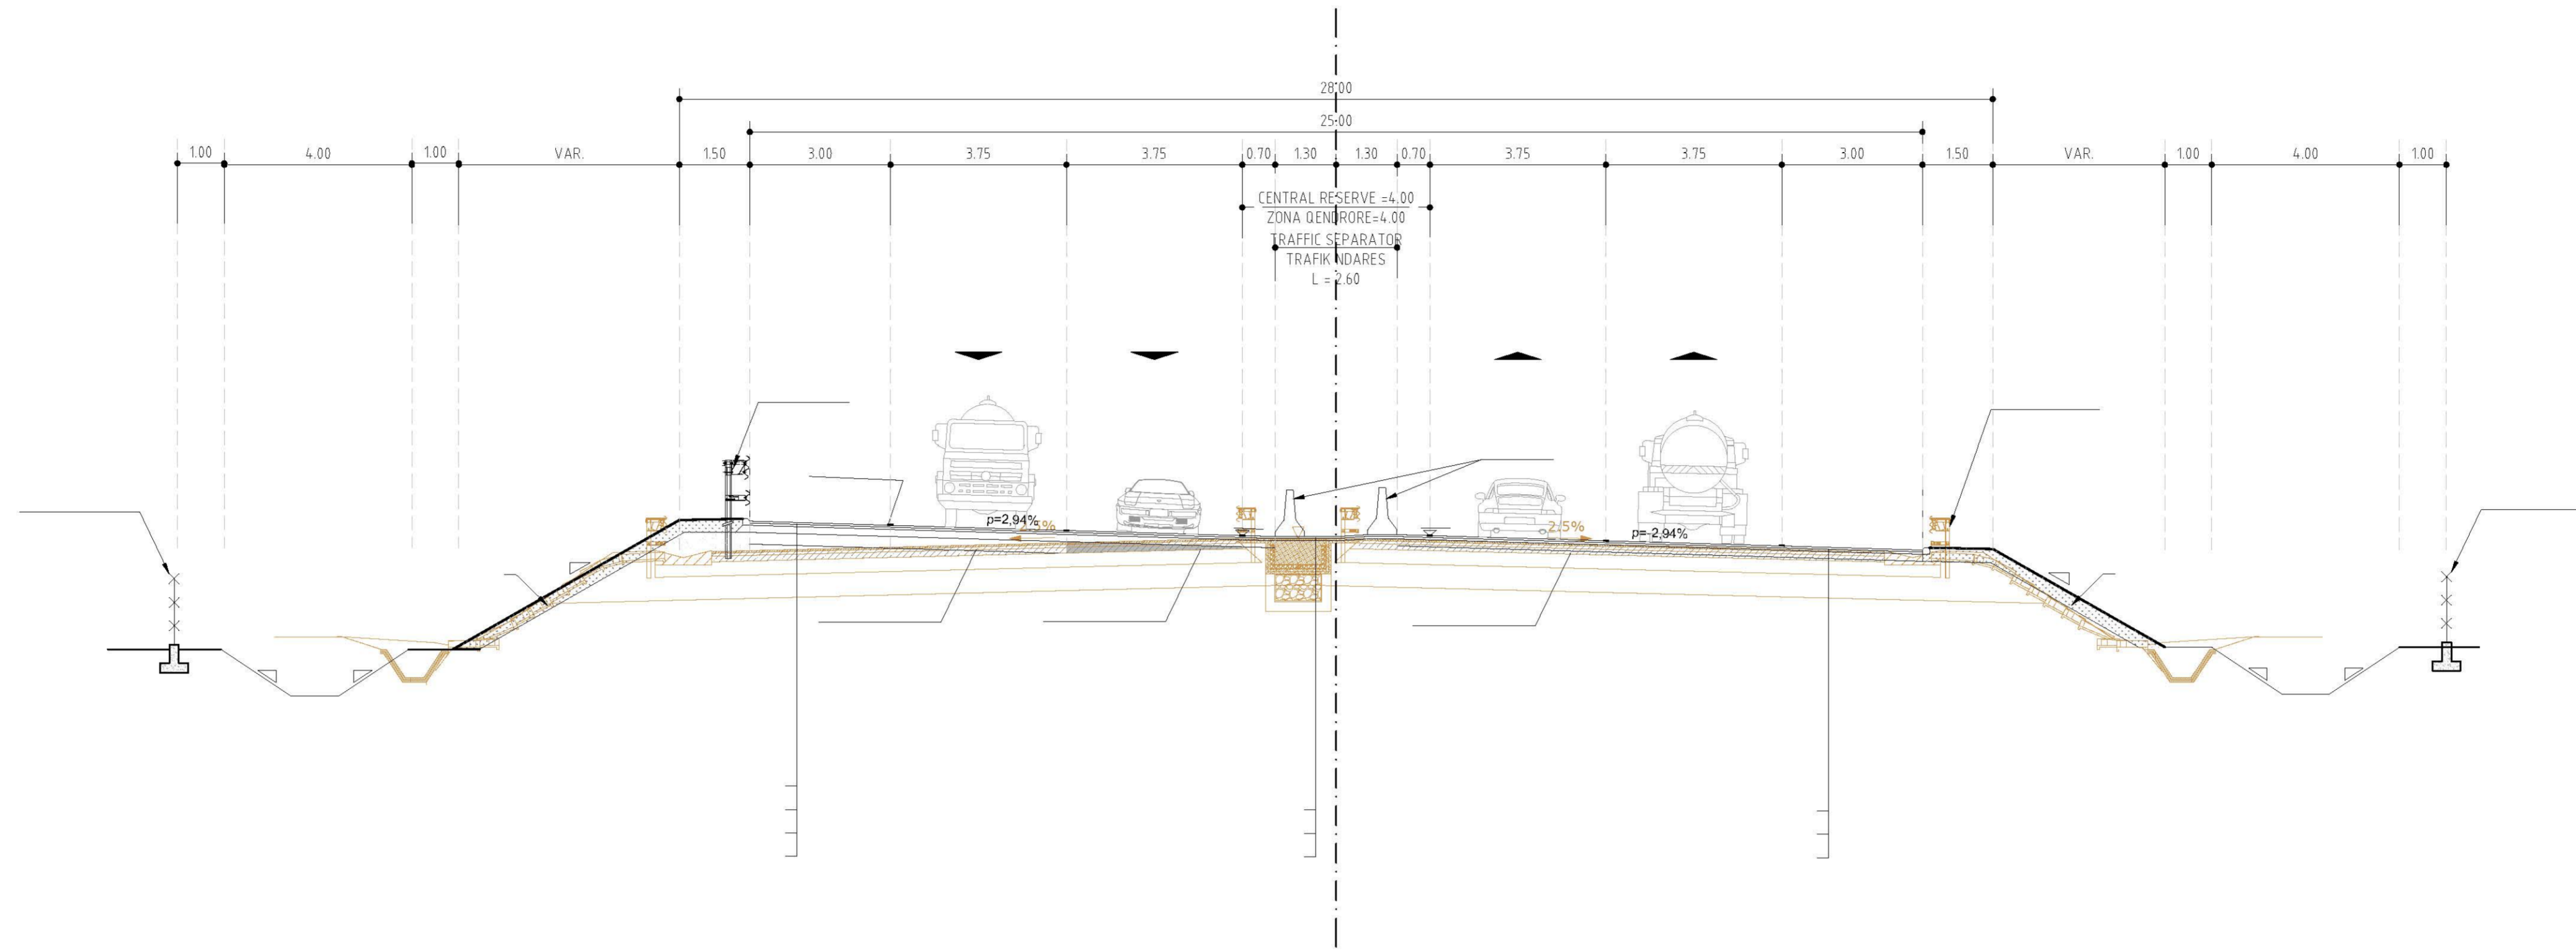 28.00
25.00
1.00 4.00 1.00 VAR. 1.50 3.00 3.75 3.75 0.70 1.30 1.30 0.70 3.75 3.75 3.00 1.50 VAR. 1.00 4.00 1.00
CENTRAL RESERVE =4.00
ZONA QENDRORE=4.00
TRAFFIC SEPARATOR
TRAFIK NDARES
L = 2.60
p=2,94% 2.5% 2.5% p=-2,94%